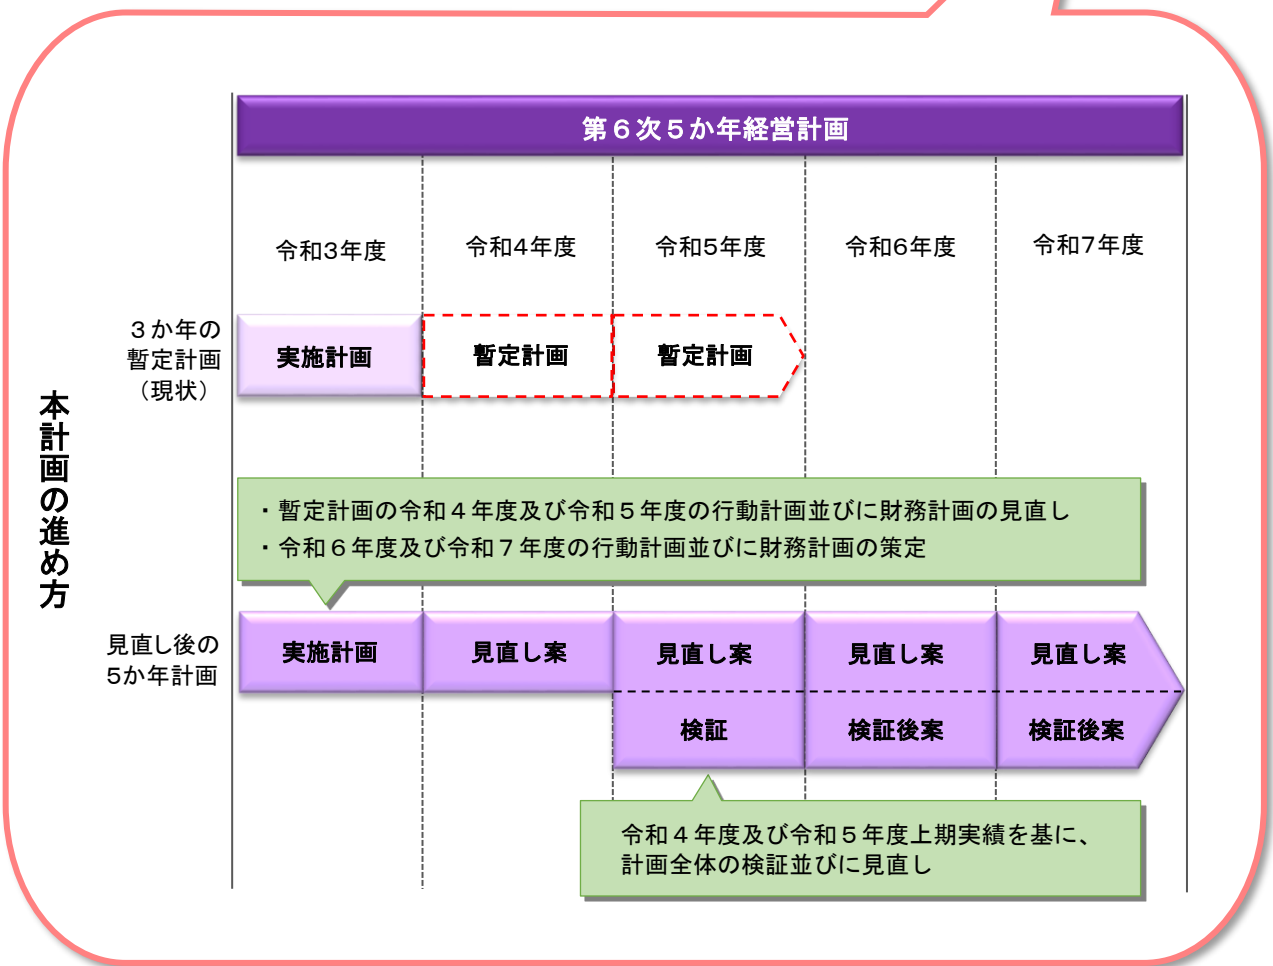 第６次５か年経営計画
令和3年度
令和4年度
令和5年度
令和6年度
令和7年度
本計画の進め方
３か年の
暫定計画
（現状）
実施計画
暫定計画
暫定計画
・暫定計画の令和４年度及び令和５年度の行動計画並びに財務計画の見直し
・令和６年度及び令和７年度の行動計画並びに財務計画の策定
見直し後の
5か年計画
実施計画
見直し案
見直し案
見直し案
見直し案
検証
検証後案
検証後案
令和４年度及び令和５年度上期実績を基に、
計画全体の検証並びに見直し